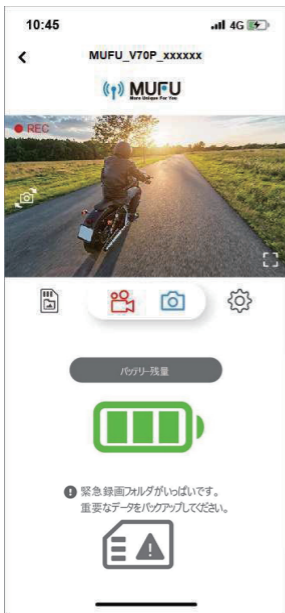 10:45
4G
MUFU_V70P_xxxxxx
MUFU
More Unique For You
REC
バッテリー残量
緊急録画フォルダがいっぱいです。
重要なデータをバックアップしてください。